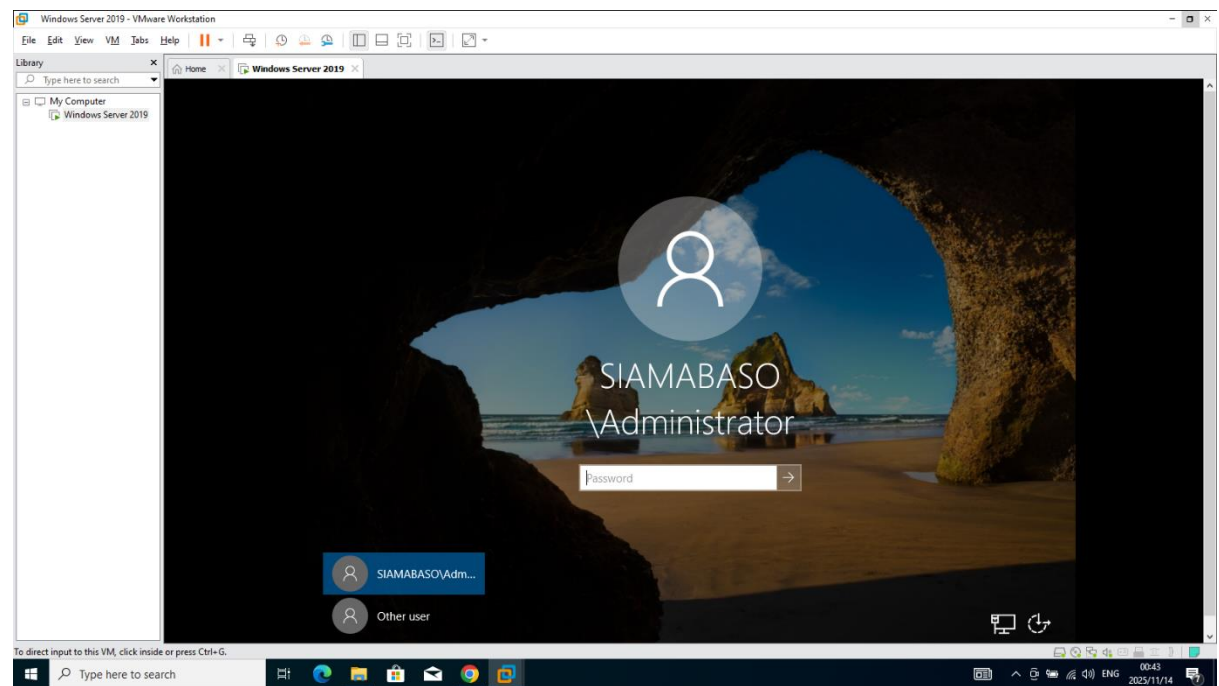 Windows Server 2019 - VMware Workstation
File Edit View VM Tabs Help
Library
Type here to search
Home
Windows Server 2019
My Computer
Windows Server 2019
SIAMABASO
\Administrator
Password
SIAMABASO\Adm...
Other user
To direct input to this VM, click inside or press Ctrl+G.
Type here to search
ENG
00:43
2025/11/14
7